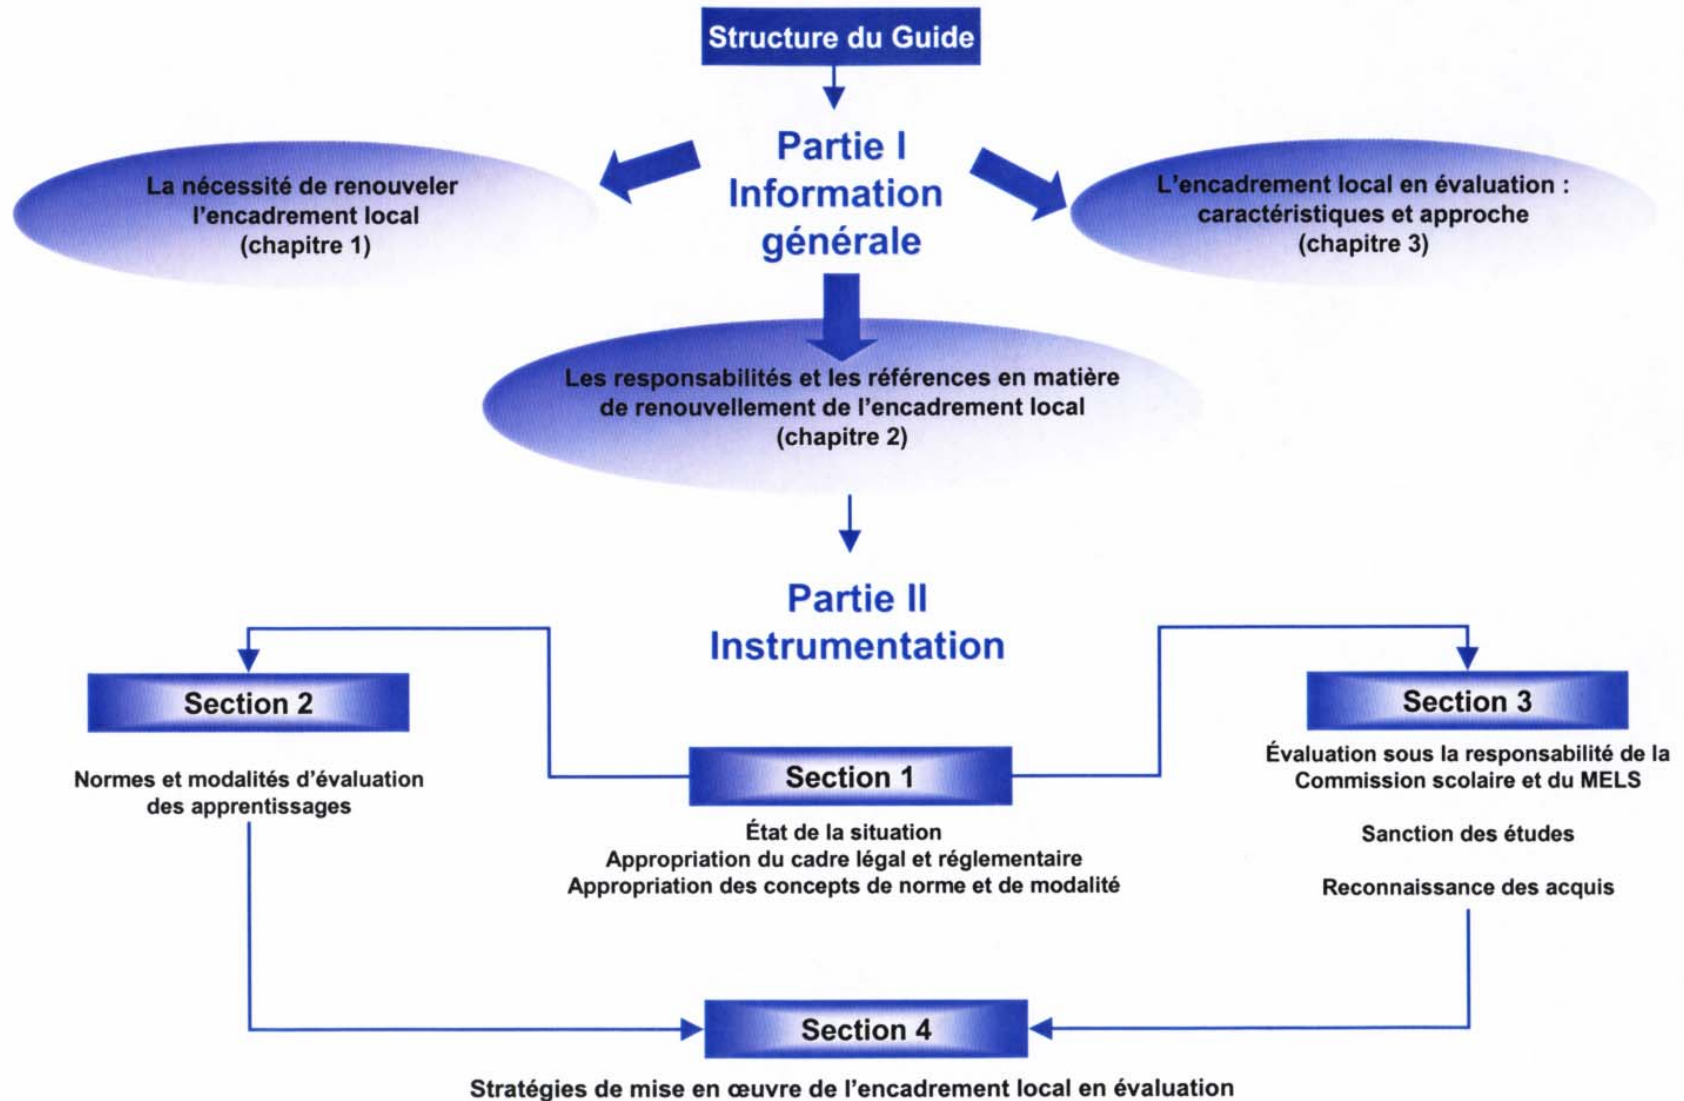 Structure du Guide
Partie I
Information
générale
La nécessité de renouveler
l'encadrement local
(chapitre 1)
L'encadrement local en évaluation :
caractéristiques et approche
(chapitre 3)
Les responsabilités et les références en matière
de renouvellement de l'encadrement local
(chapitre 2)
Partie II
Instrumentation
Section 2
Normes et modalités d'évaluation
des apprentissages
Section 1
État de la situation
Appropriation du cadre légal et réglementaire
Appropriation des concepts de norme et de modalité
Section 3
Évaluation sous la responsabilité de la
Commission scolaire et du MELS
Sanction des études
Reconnaissance des acquis
Section 4
Stratégies de mise en œuvre de l'encadrement local en évaluation